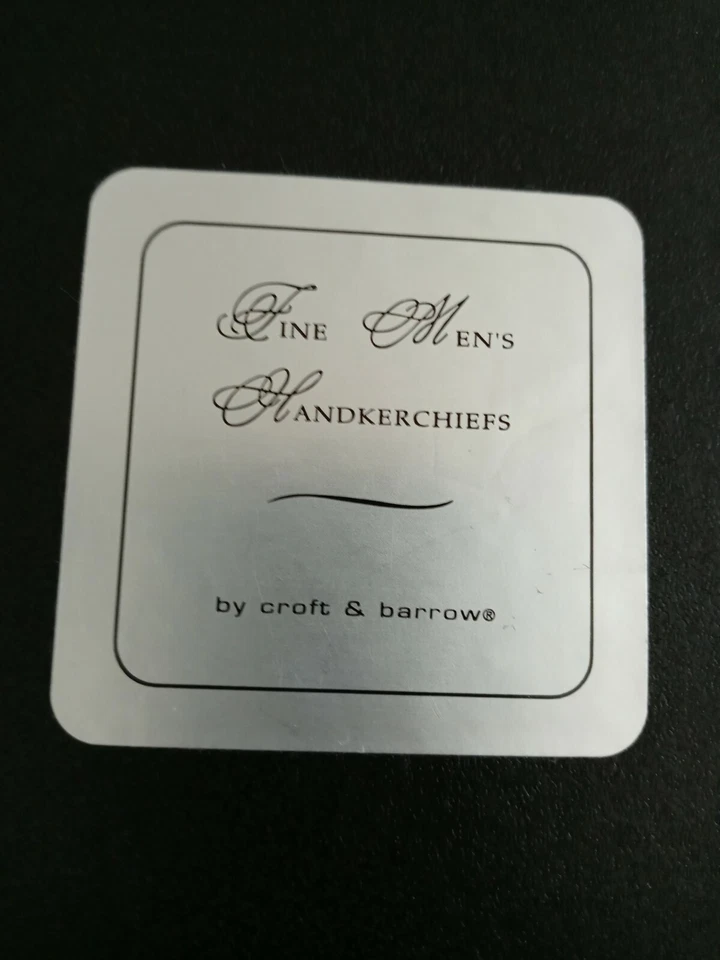 Fine Men's
Handkerchiefs
by croft & barrow®